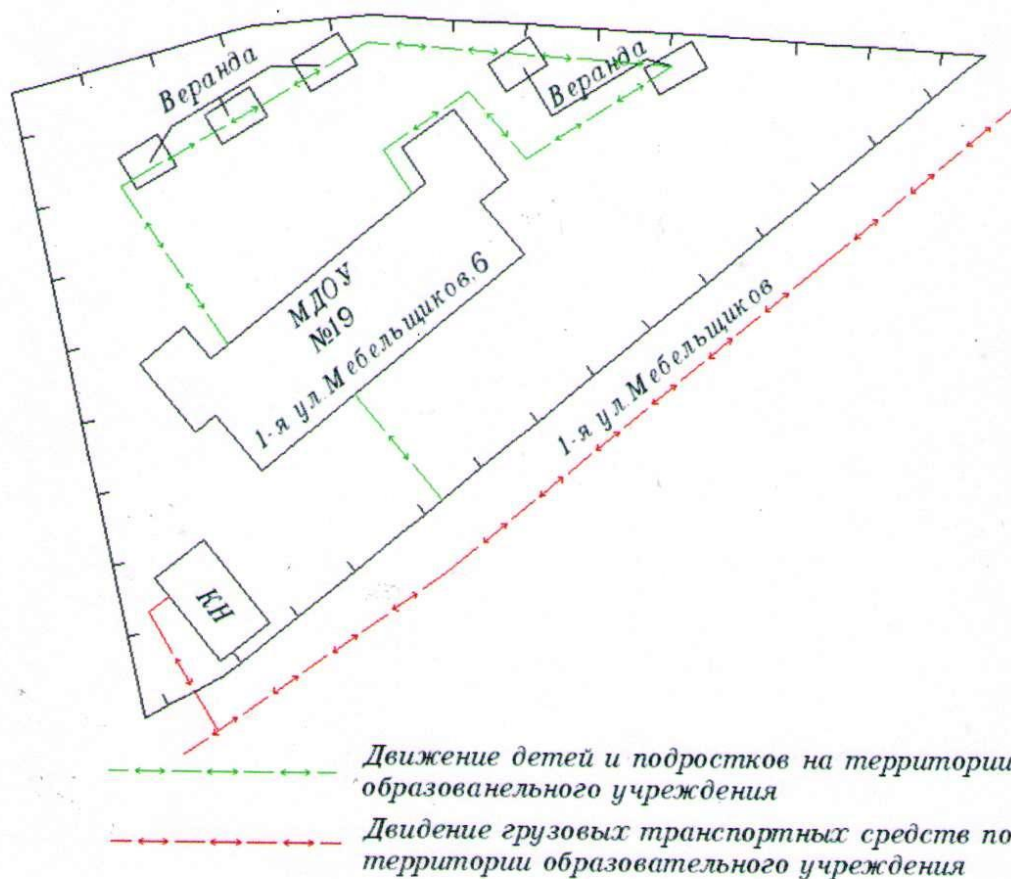 Веранда
Веранда
МДОУ
№19
1-я ул.Мебельщиков,6
1-я ул.Мебельщиков
КН
Движение детей и подростков на территории
образованельного учреждения
Двидение грузовых транспортных средств по
территории образовательного учреждения